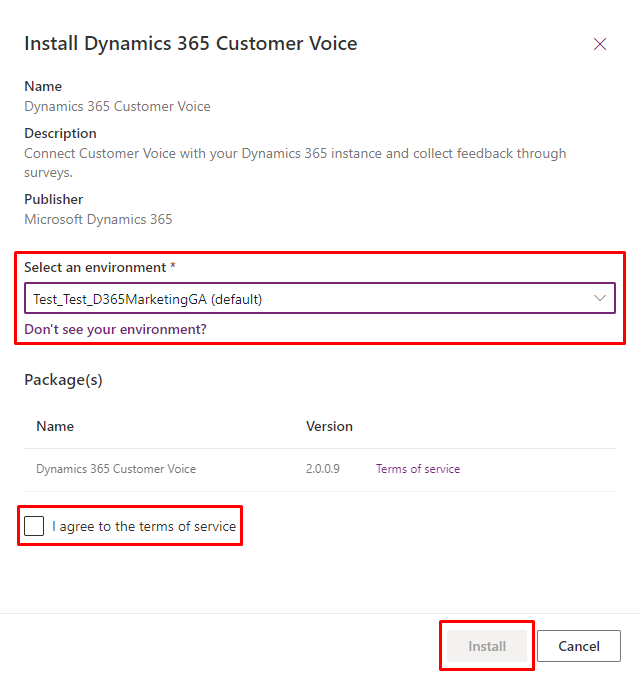 Install Dynamics 365 Customer Voice
Name
Dynamics 365 Customer Voice
Description
Connect Customer Voice with your Dynamics 365 instance and collect feedback through
surveys.
Publisher
Microsoft Dynamics 365
Select an environment *
Test_Test_D365MarketingGA (default)
Don't see your environment?
Package(s)
Name Version
Dynamics 365 Customer Voice 2.0.0.9 Terms of service
I agree to the terms of service
Install Cancel